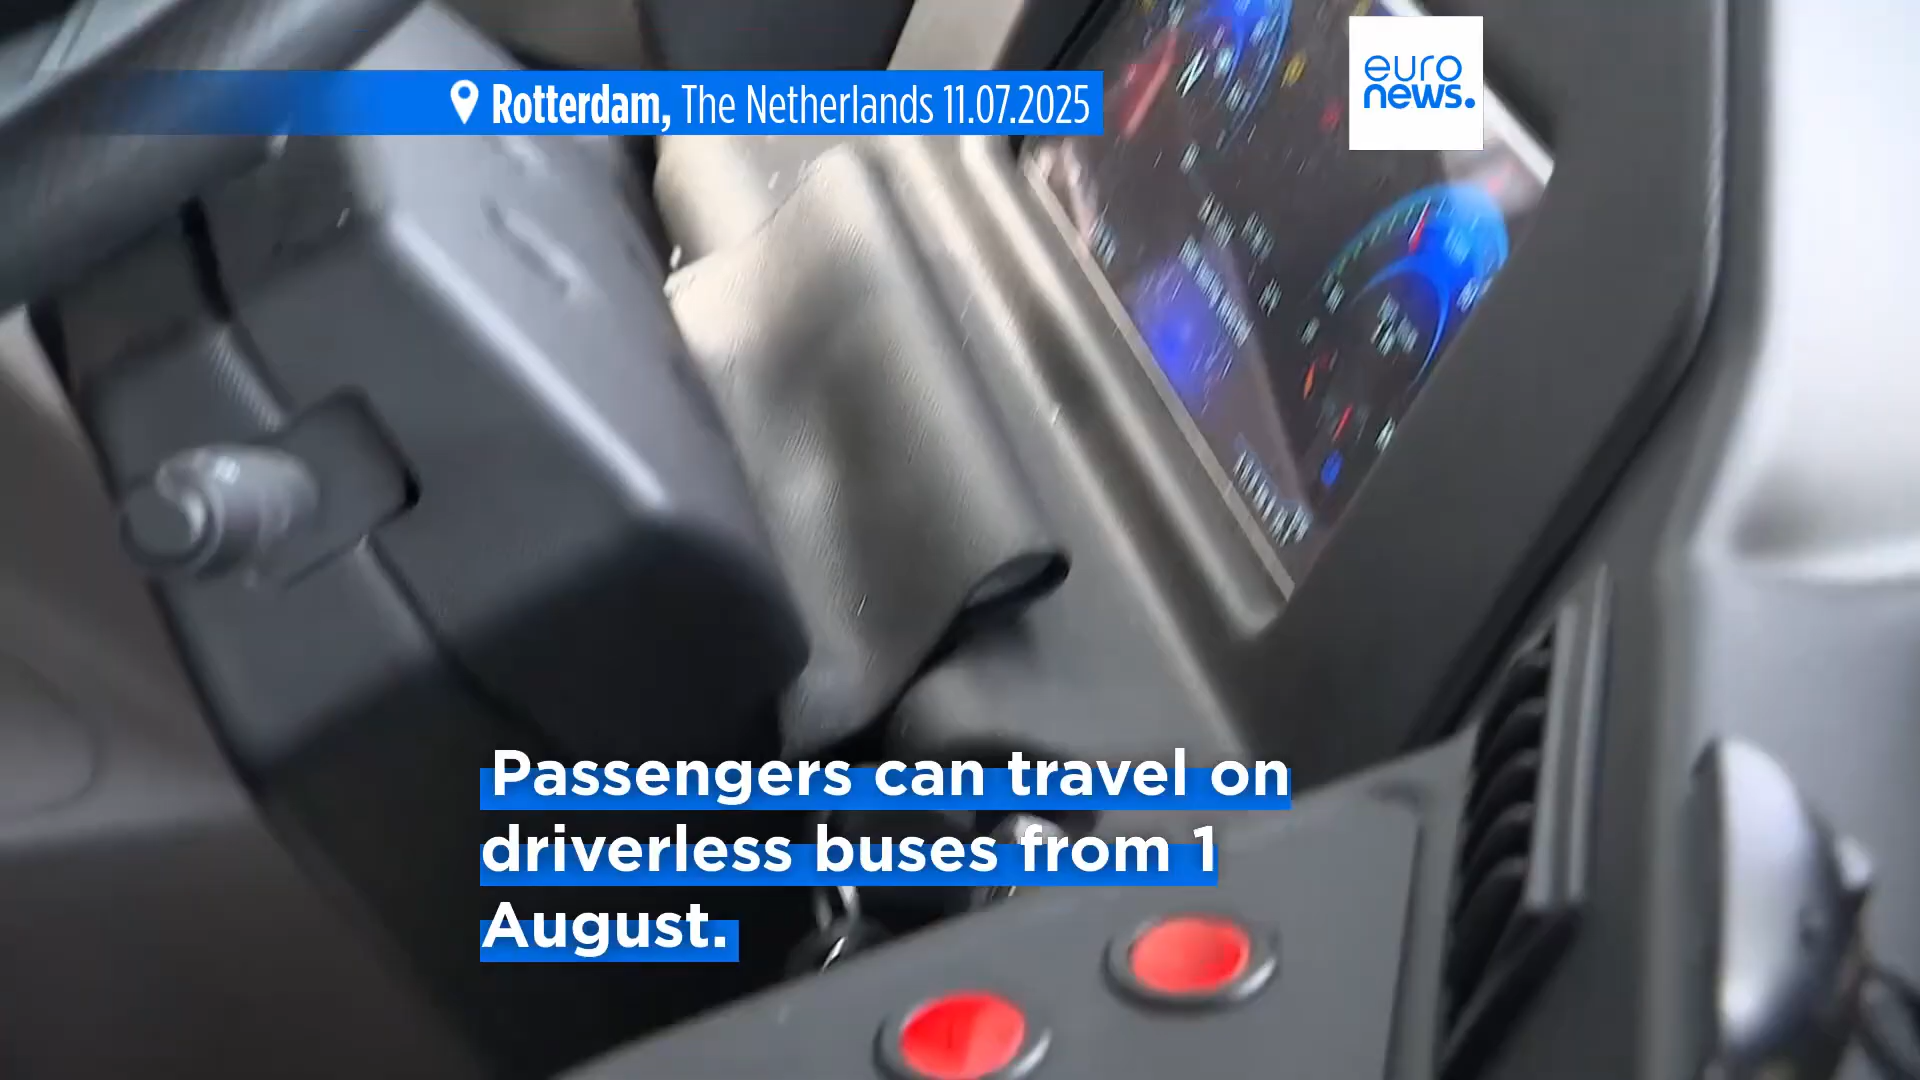 Rotterdam, The Netherlands 11.07.2025
euro
news.
Passengers can travel on
driverless buses from 1
August.